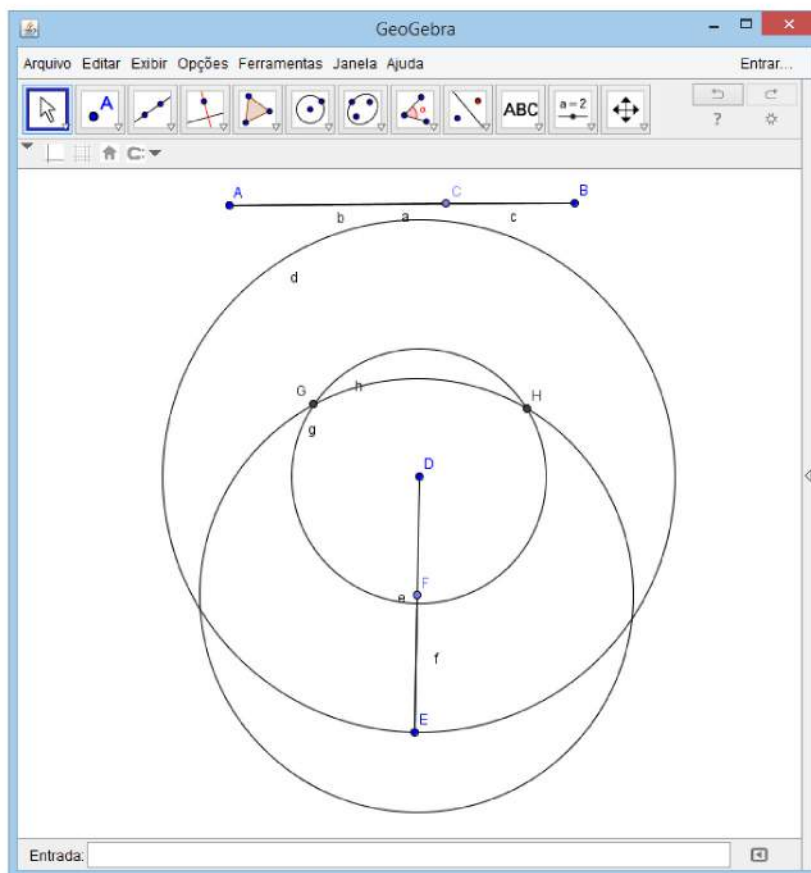 GeoGebra
Arquivo Editar Exibir Opções Ferramentas Janela Ajuda Entrar...
A ABC a=2 ?
A C B
b a c
d
G h H
g
D
F
e
f
E
Entrada: